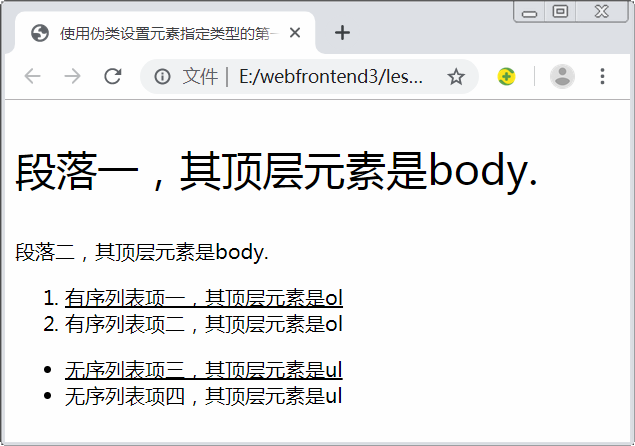 使用伪类设置元素指定类型的第一
文件 | E:/webfrontend3/les...
段落一，其顶层元素是body.
段落二，其顶层元素是body.
1. 有序列表项一，其顶层元素是ol
2. 有序列表项二，其顶层元素是ol
• 无序列表项三，其顶层元素是ul
• 无序列表项四，其顶层元素是ul